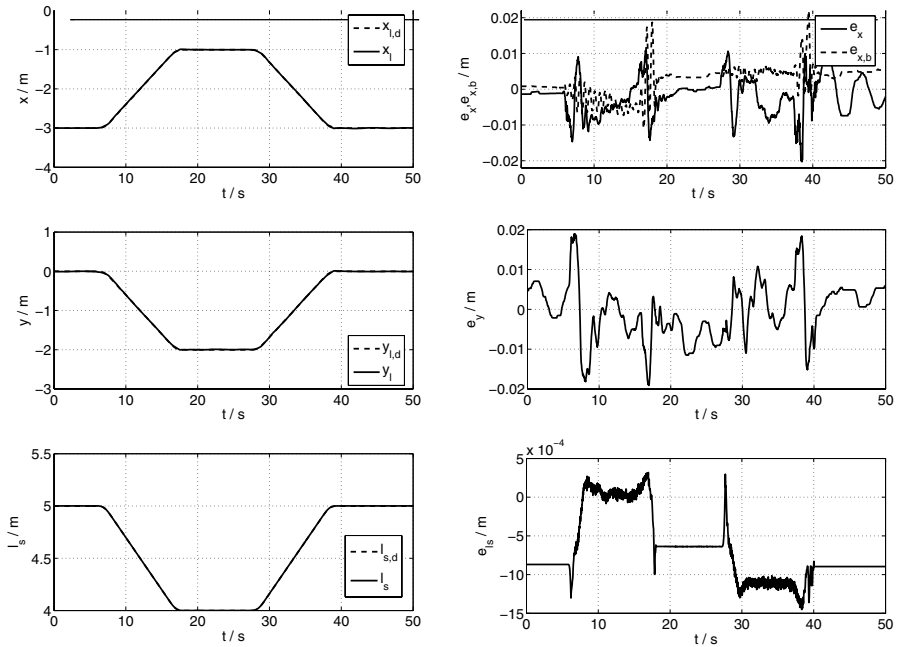 0
−1
−2
−3
−4
0 10 20 30 40 50
x / m
t / s
x_{l,d}
x_l
0.02
0.01
0
−0.01
−0.02
0 10 20 30 40 50
e_x,e_{x,b} / m
t / s
e_x
e_{x,b}
1
0
−1
−2
−3
0 10 20 30 40 50
y / m
t / s
y_{l,d}
y_l
0.02
0.01
0
−0.01
−0.02
0 10 20 30 40 50
e_y / m
t / s
5.5
5
4.5
4
0 10 20 30 40 50
l_s / m
t / s
l_{s,d}
l_s
x 10^{−4}
5
0
−5
−10
−15
0 10 20 30 40 50
e_{ls} / m
t / s